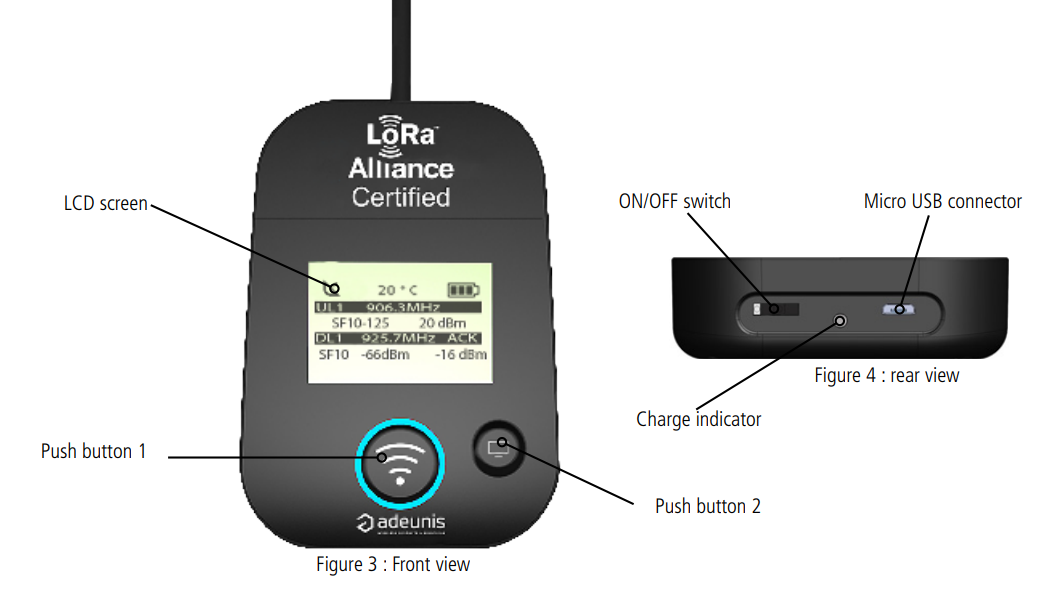 LoRa™
Alliance
Certified
LCD screen
20 ° C
UL1 906.3MHz
SF10-125 20 dBm
DL1 925.7MHz ACK
SF10 -66dBm -16 dBm
Push button 1
Push button 2
adeunis
Figure 3 : Front view
ON/OFF switch
Micro USB connector
Figure 4 : rear view
Charge indicator